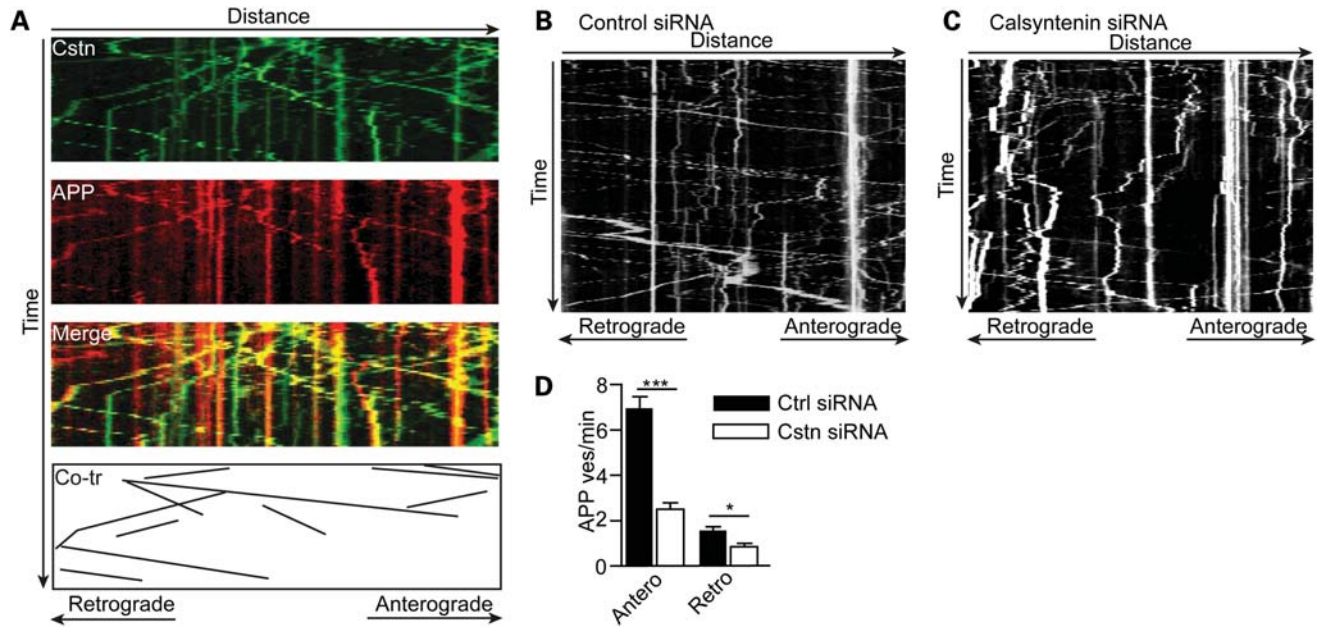 A
Distance
Cstn
APP
Merge
Co-tr
Time
Retrograde
Anterograde
B
Control siRNA
Distance
Time
Retrograde
Anterograde
C
Calsyntenin siRNA
Distance
Time
Retrograde
Anterograde
D
APP ves/min
8
6
4
2
0
***
*
Ctrl siRNA
Cstn siRNA
Antero
Retro